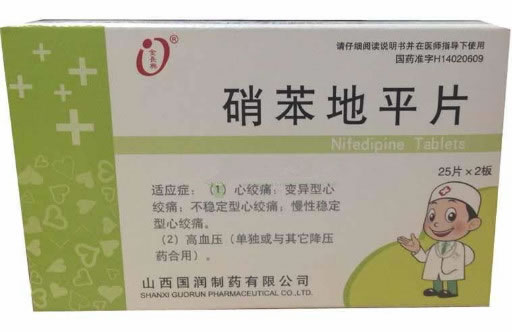 请仔细阅读说明书并在医师指导下使用
国药准字H14020609
硝苯地平片
Nifedipine Tablets
25片×2板
适应症：（1）心绞痛：变异型心
绞痛；不稳定型心绞痛；慢性稳定
型心绞痛。
（2）高血压（单独或与其它降压
药合用）。
山西国润制药有限公司
SHANXI GUORUN PHARMACEUTICAL CO.,LTD.